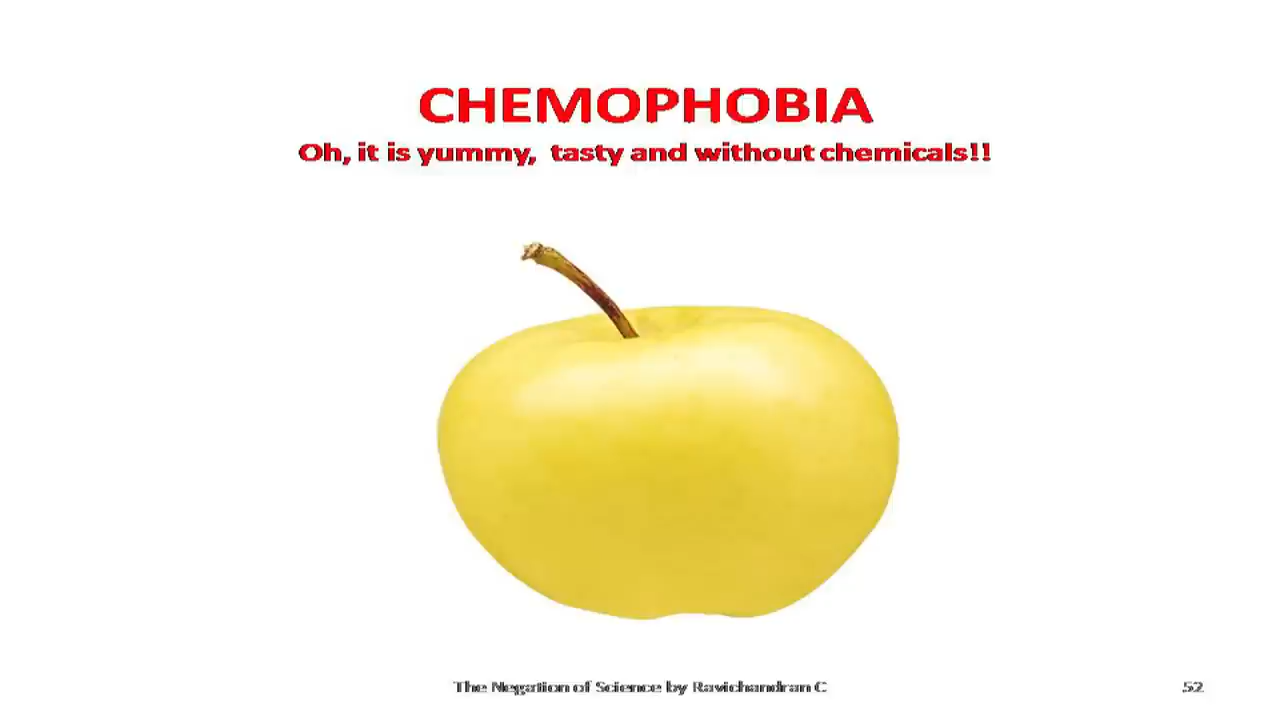 CHEMOPHOBIA
Oh, it is yummy, tasty and without chemicals!!
The Negation of Science by Ravichandran C
52